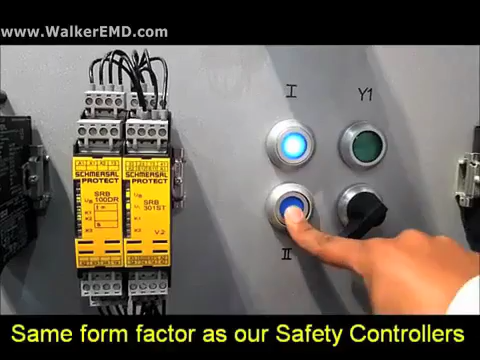 www.WalkerEMD.com
I
Y1
SCHMERSAL
PROTECT
SRB
100DR
SCHMERSAL
PROTECT
SRB
301ST
V.2
II
Same form factor as our Safety Controllers